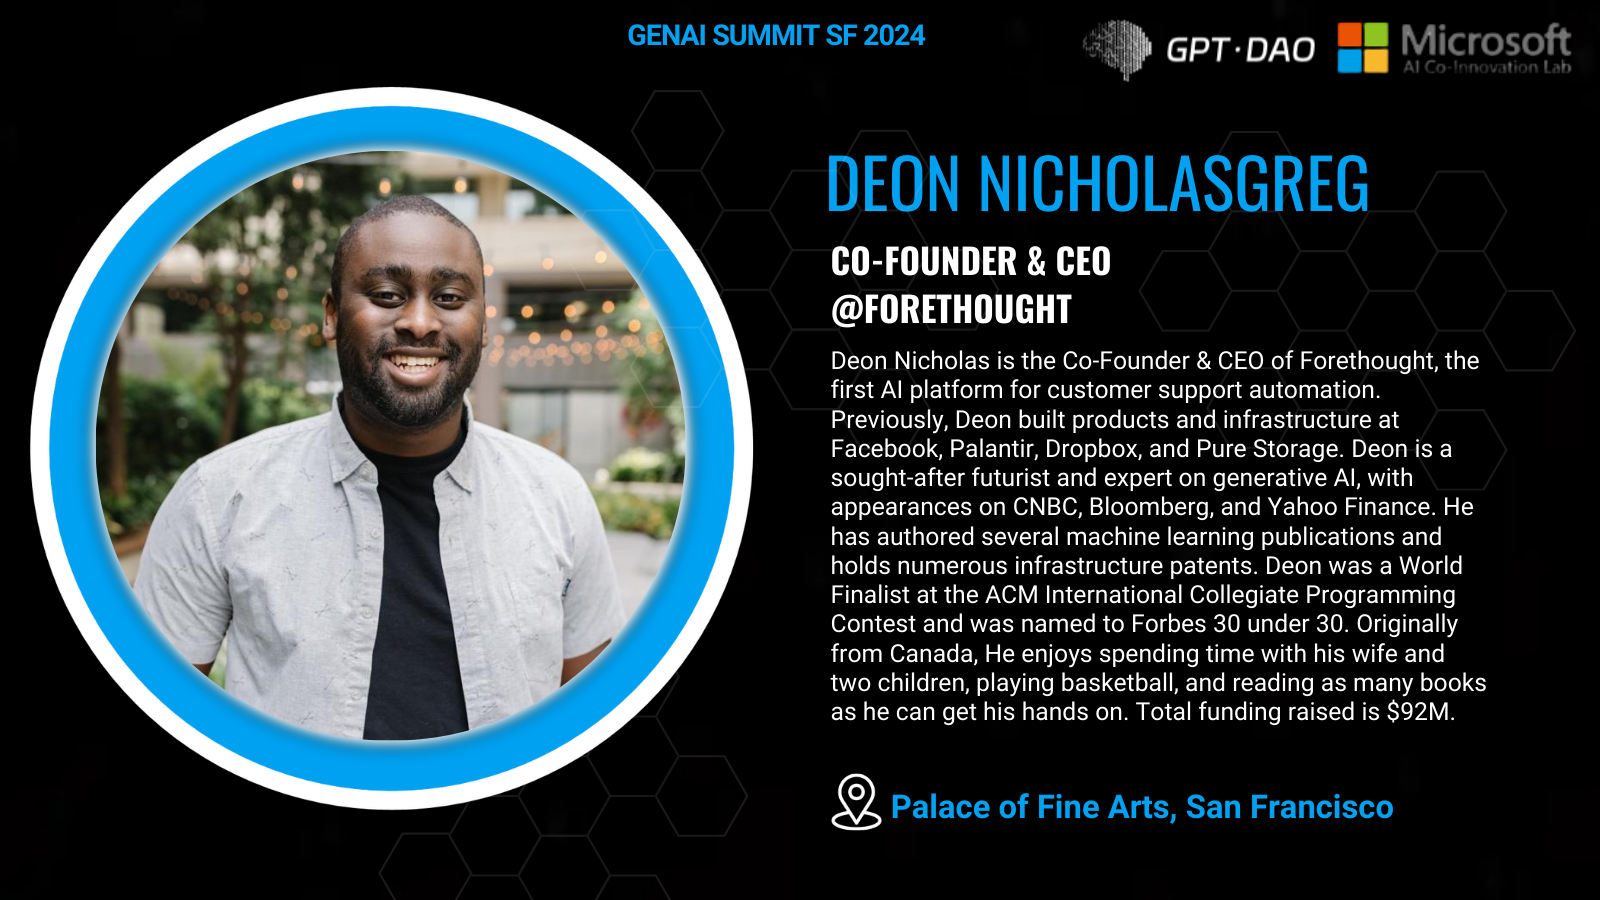 GENAI SUMMIT SF 2024
GPT·DAO
Microsoft
AI Co-Innovation Lab
DEON NICHOLASGREG
CO-FOUNDER & CEO
@FORETHOUGHT
Deon Nicholas is the Co-Founder & CEO of Forethought, the
first AI platform for customer support automation.
Previously, Deon built products and infrastructure at
Facebook, Palantir, Dropbox, and Pure Storage. Deon is a
sought-after futurist and expert on generative AI, with
appearances on CNBC, Bloomberg, and Yahoo Finance. He
has authored several machine learning publications and
holds numerous infrastructure patents. Deon was a World
Finalist at the ACM International Collegiate Programming
Contest and was named to Forbes 30 under 30. Originally
from Canada, He enjoys spending time with his wife and
two children, playing basketball, and reading as many books
as he can get his hands on. Total funding raised is $92M.
Palace of Fine Arts, San Francisco